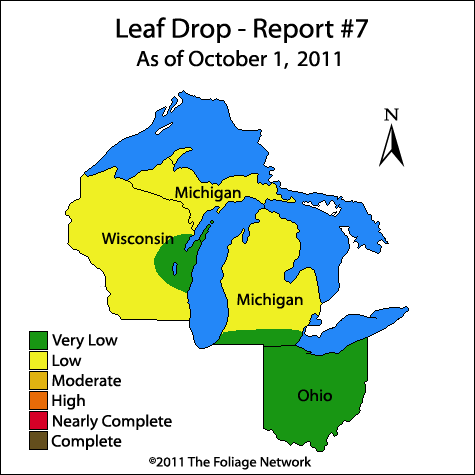 Leaf Drop - Report #7
As of October 1, 2011
N
Michigan
Wisconsin
Michigan
Very Low
Low
Moderate
High
Nearly Complete
Complete
Ohio
©2011 The Foliage Network